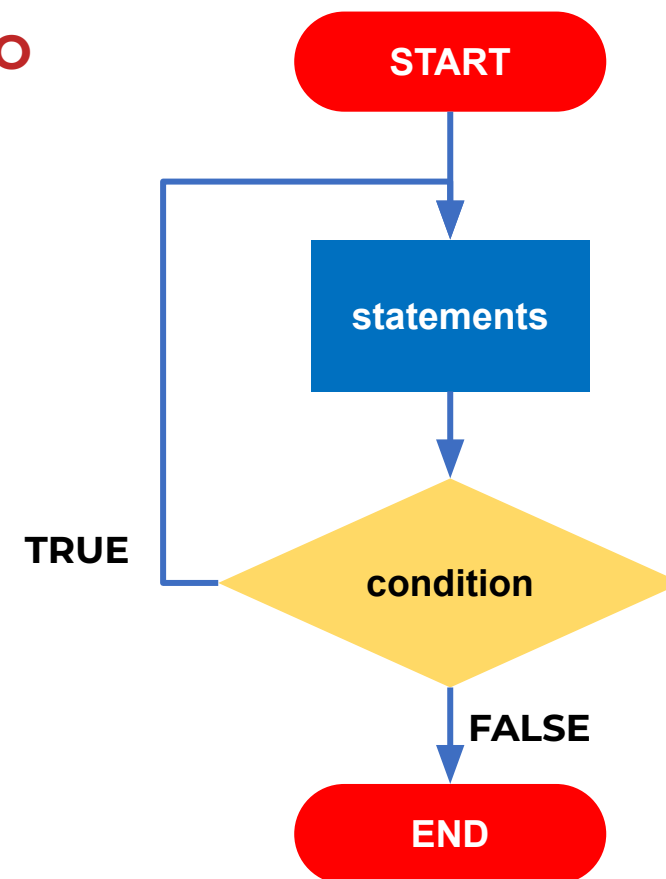 O
START
statements
TRUE
condition
FALSE
END